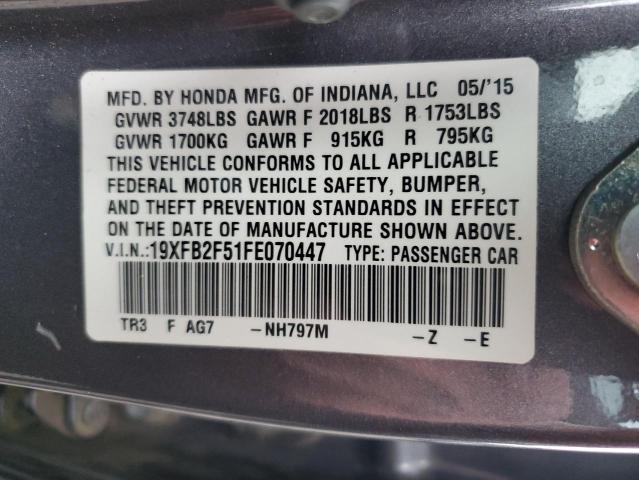 MFD. BY HONDA MFG. OF INDIANA, LLC 05/'15
GVWR 3748LBS GAWR F 2018LBS R 1753LBS
GVWR 1700KG GAWR F 915KG R 795KG
THIS VEHICLE CONFORMS TO ALL APPLICABLE
FEDERAL MOTOR VEHICLE SAFETY, BUMPER,
AND THEFT PREVENTION STANDARDS IN EFFECT
ON THE DATE OF MANUFACTURE SHOWN ABOVE.
V.I.N.:19XFB2F51FE070447 TYPE: PASSENGER CAR
TR3 F AG7 -NH797M -Z -E